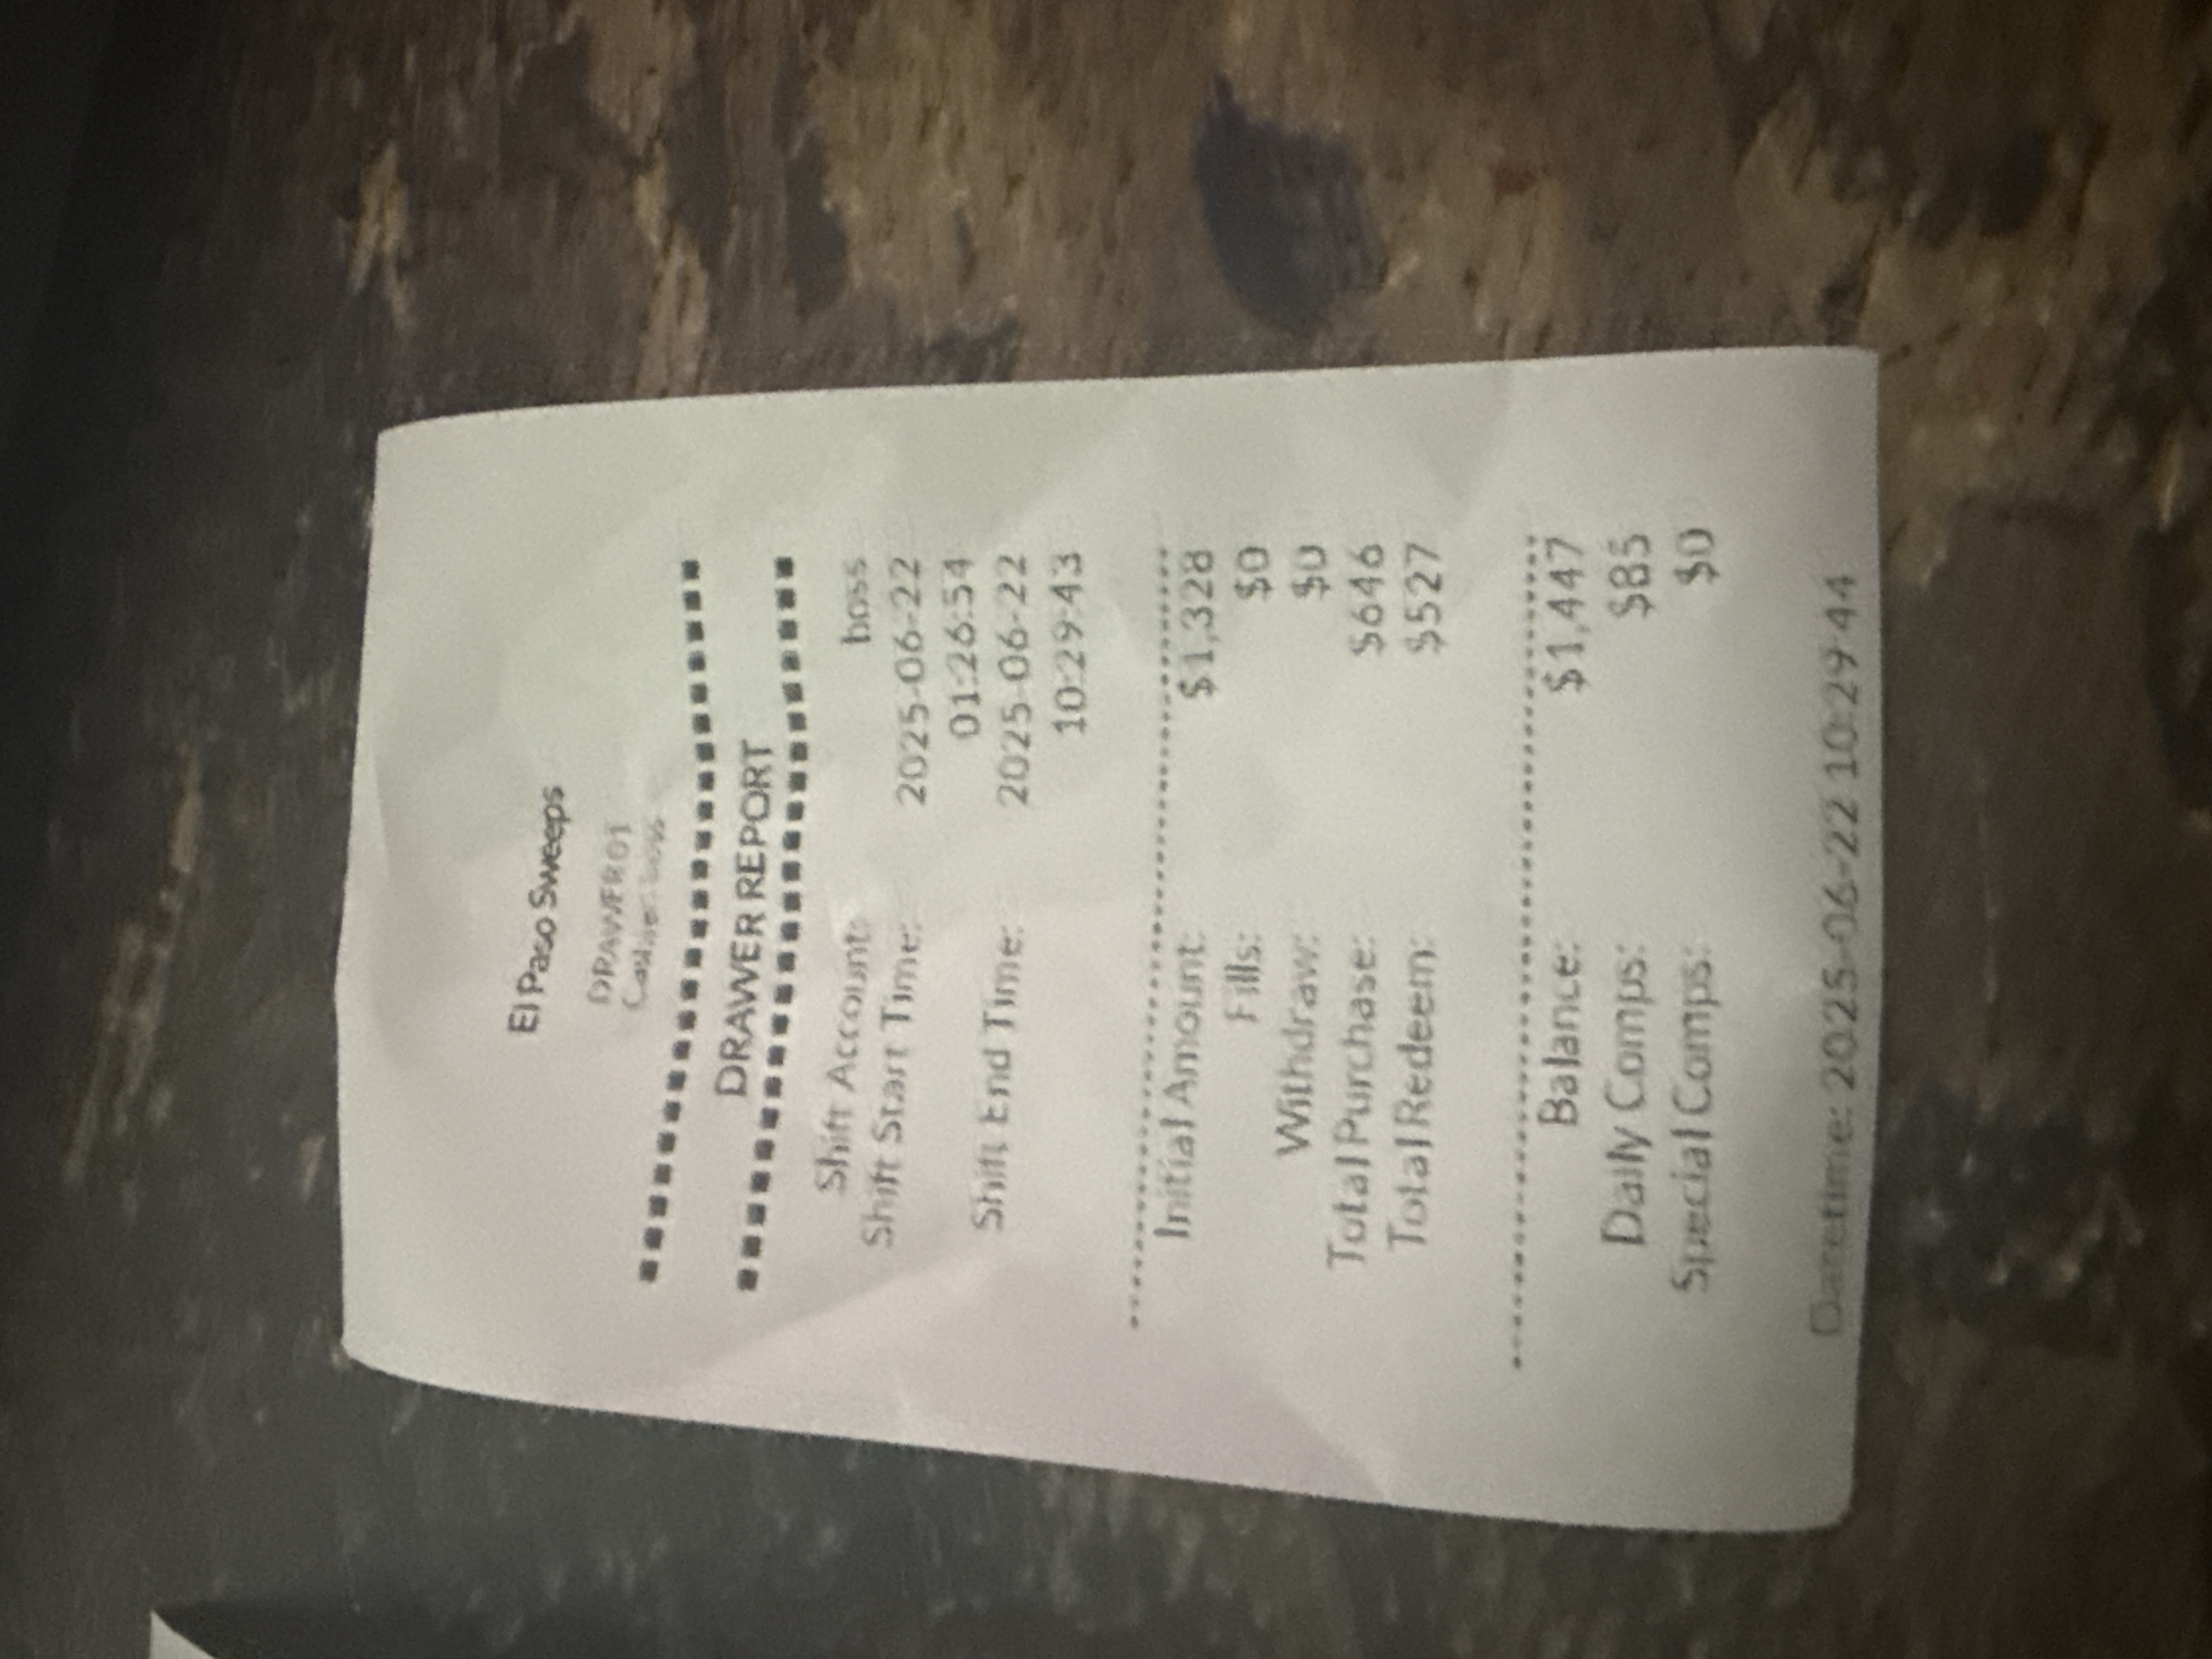 El Paso Sweeps
DRAWER01
Cashier: boss
DRAWER REPORT
Shift Account: boss
Shift Start Time: 2025-06-22
01:26:54
Shift End Time: 2025-06-22
10:29:43
Initial Amount: $1,328
Fills: $0
Withdraw: $0
Total Purchase: $646
Total Redeem: $527
Balance: $1,447
Daily Comps: $85
Special Comps: $0
Datetime: 2025-06-22 10:29:44